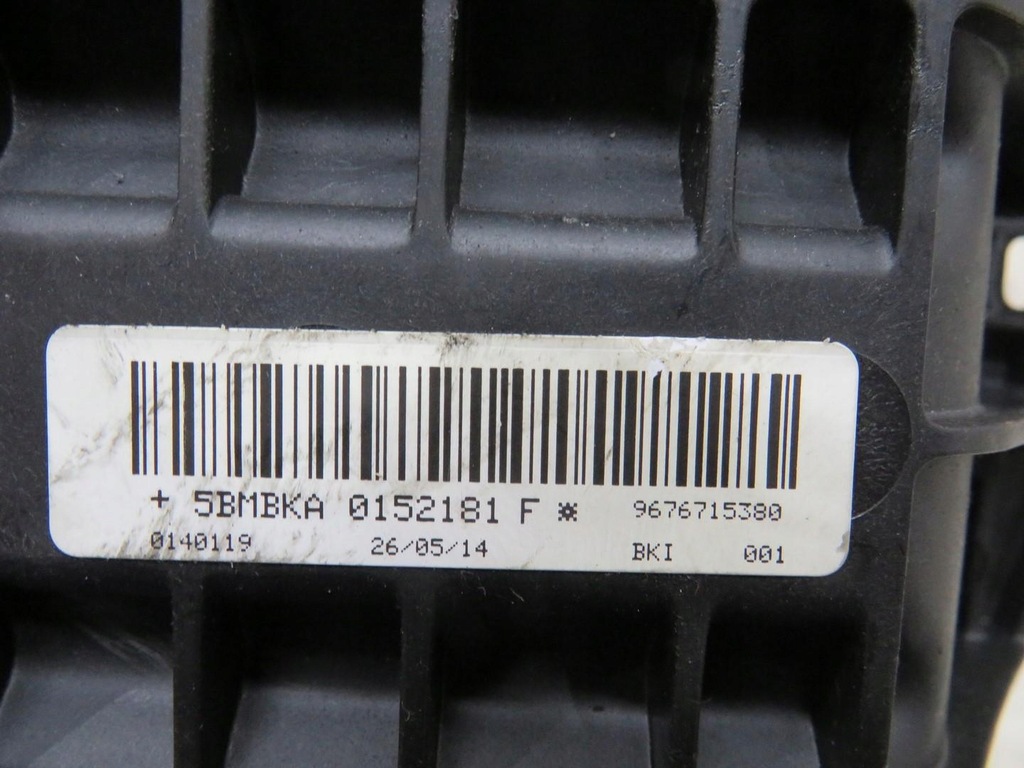 + 5BMBKA 0152181 F * 9676715380
0140119 26/05/14 BKI 001